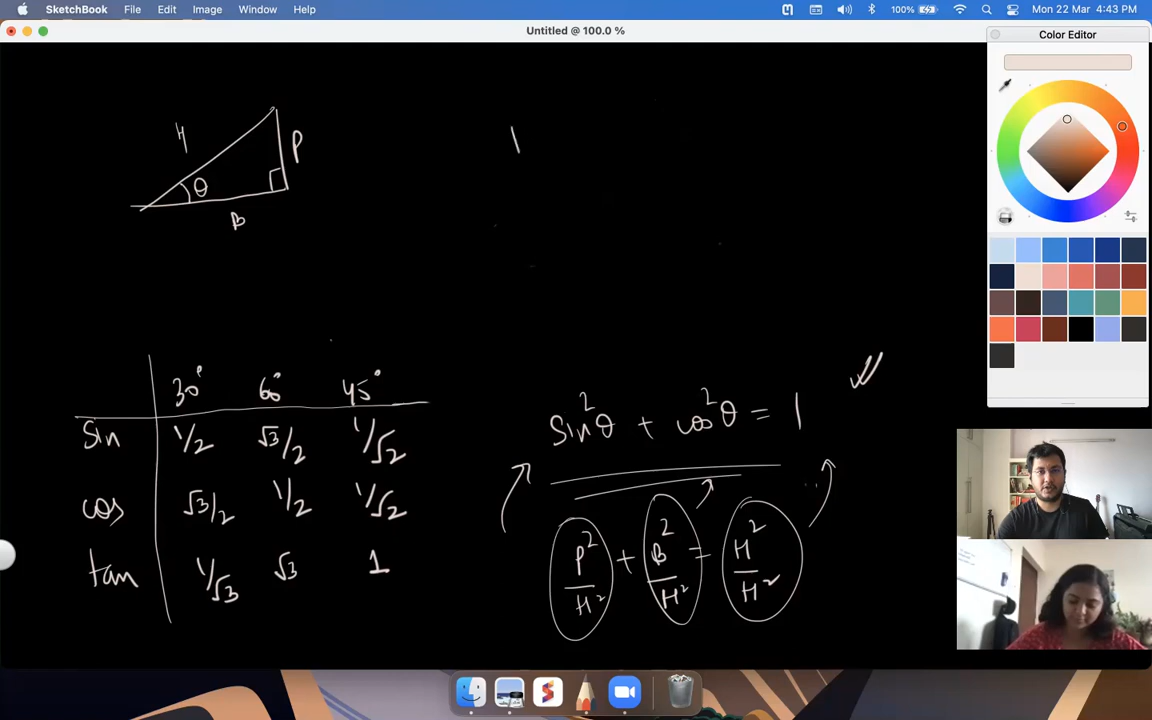 SketchBook File Edit Image Window Help 100% Mon 22 Mar 4:43 PM
Untitled @ 100.0 %
Color Editor
H
P
θ
B
30° 60° 45°
Sin 1/2 √3/2 1/√2
cos √3/2 1/2 1/√2
tan 1/√3 √3 1
sin²θ + cos²θ = 1
P²/H² + B²/H² = H²/H²